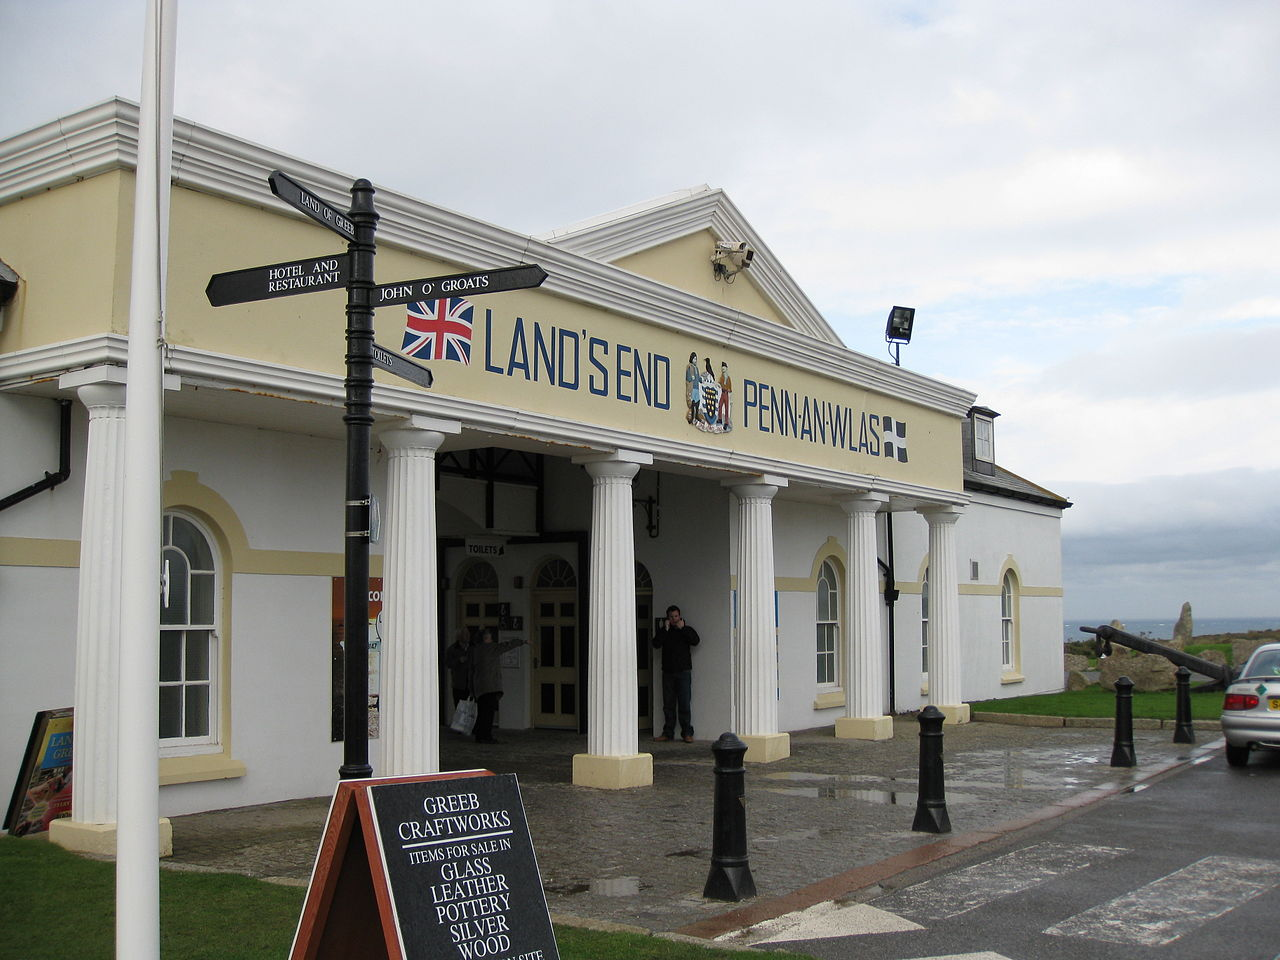 LAND OF GREEB
HOTEL AND
RESTAURANT
JOHN O' GROATS
TOILETS
LAND'S END
PENN·AN·WLAS
TOILETS
GREEB
CRAFTWORKS
ITEMS FOR SALE IN
GLASS
LEATHER
POTTERY
SILVER
WOOD
SITE